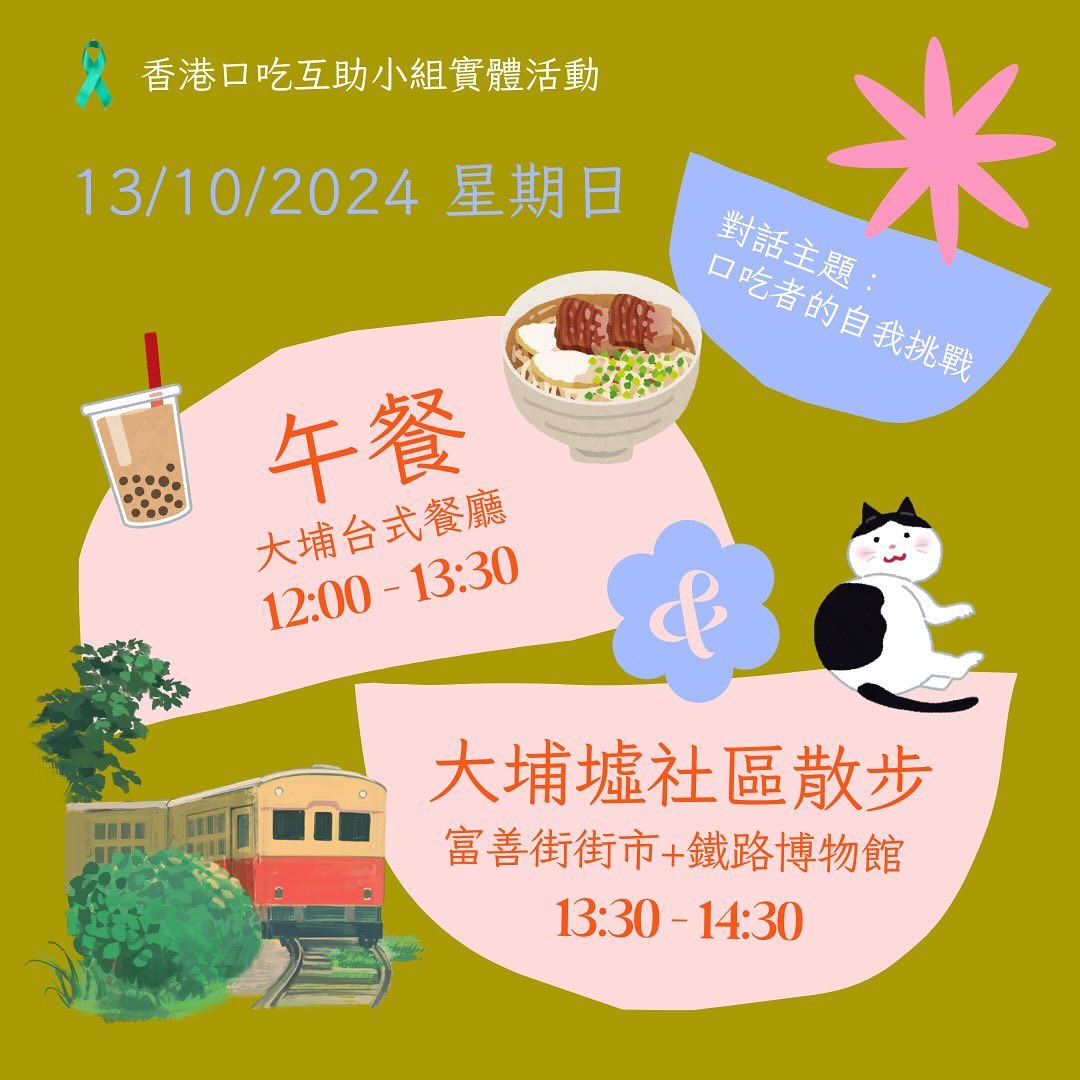 香港口吃互助小組實體活動
13/10/2024 星期日
對話主題：
口吃者的自我挑戰
午餐
大埔台式餐廳
12:00 - 13:30
&
大埔墟社區散步
富善街街市+鐵路博物館
13:30 - 14:30